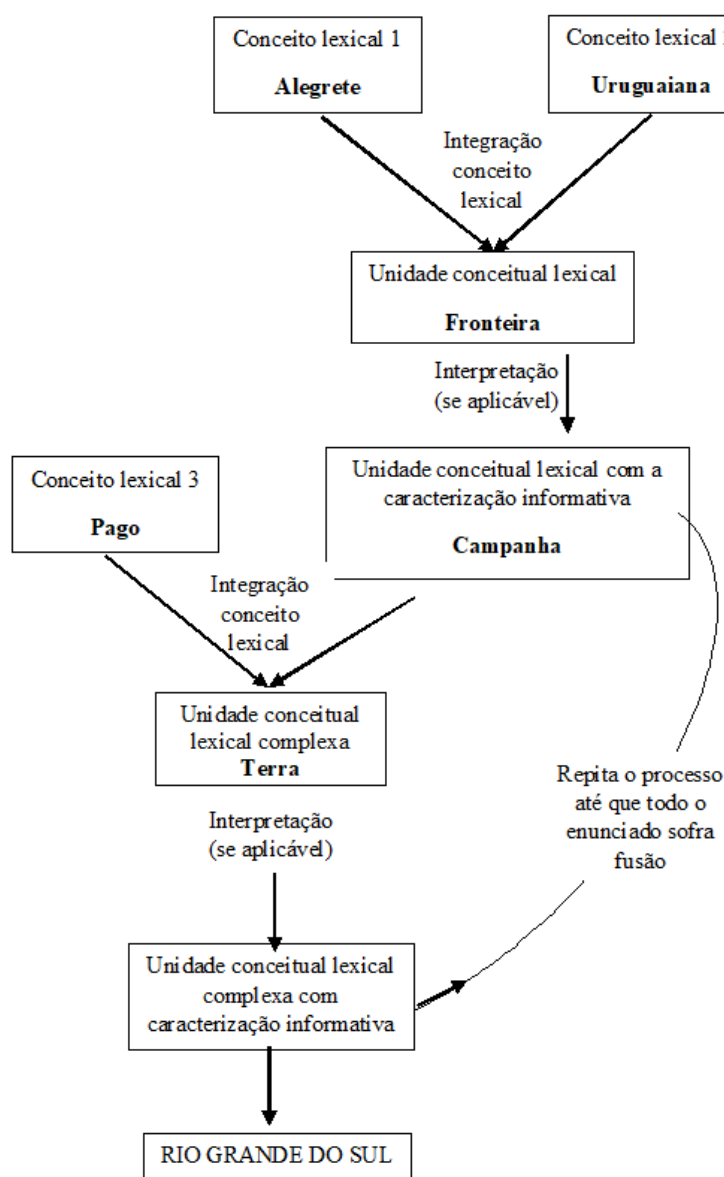 Conceito lexical 1
Alegrete
Conceito lexical
Uruguaiana
Integração
conceito
lexical
Unidade conceitual lexical
Fronteira
Interpretação
(se aplicável)
Unidade conceitual lexical com a
caracterização informativa
Campanha
Conceito lexical 3
Pago
Integração
conceito
lexical
Unidade conceitual
lexical complexa
Terra
Interpretação
(se aplicável)
Repita o processo
até que todo o
enunciado sofra
fusão
Unidade conceitual lexical
complexa com
caracterização informativa
RIO GRANDE DO SUL